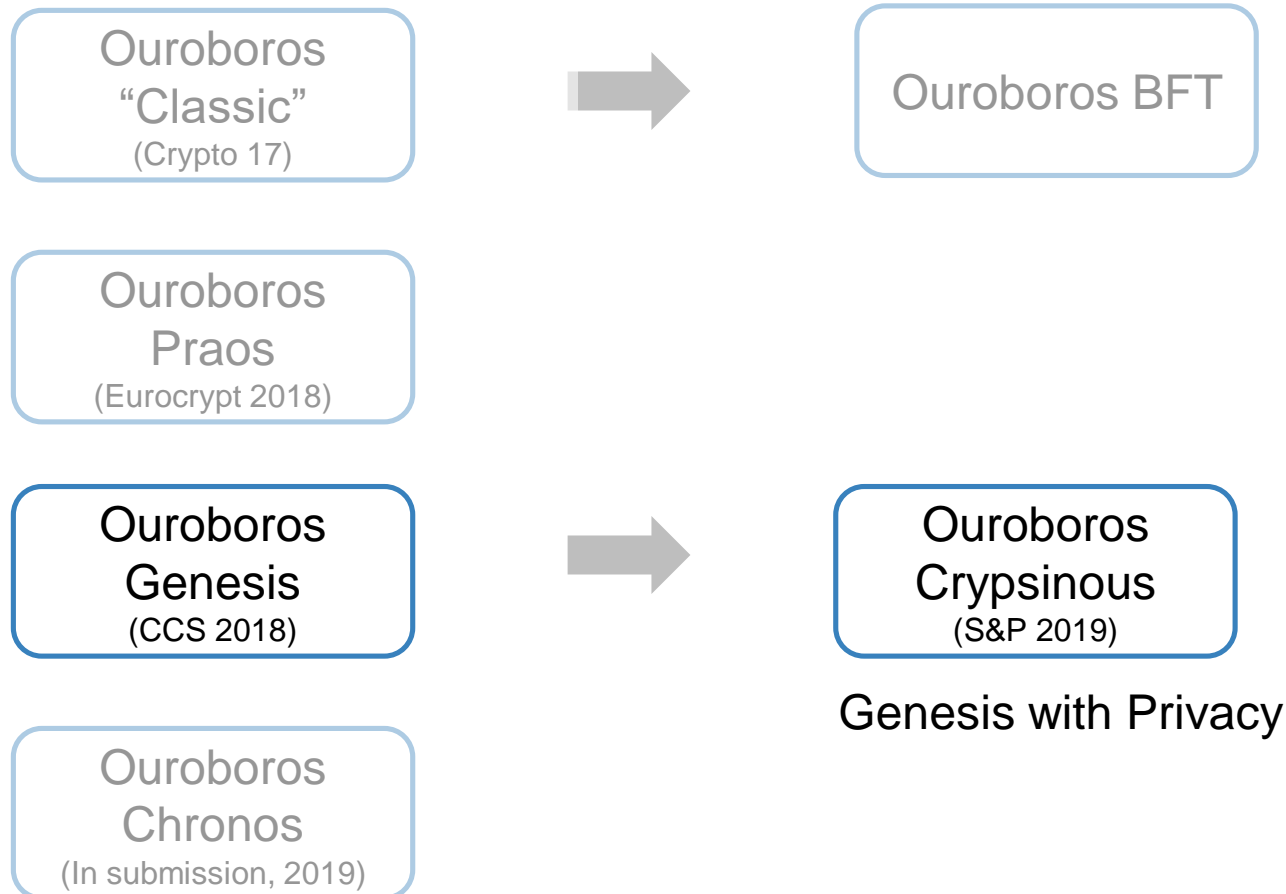 Ouroboros
“Classic”
(Crypto 17)
Ouroboros BFT
Ouroboros
Praos
(Eurocrypt 2018)
Ouroboros
Genesis
(CCS 2018)
Ouroboros
Crypsinous
(S&P 2019)
Genesis with Privacy
Ouroboros
Chronos
(In submission, 2019)